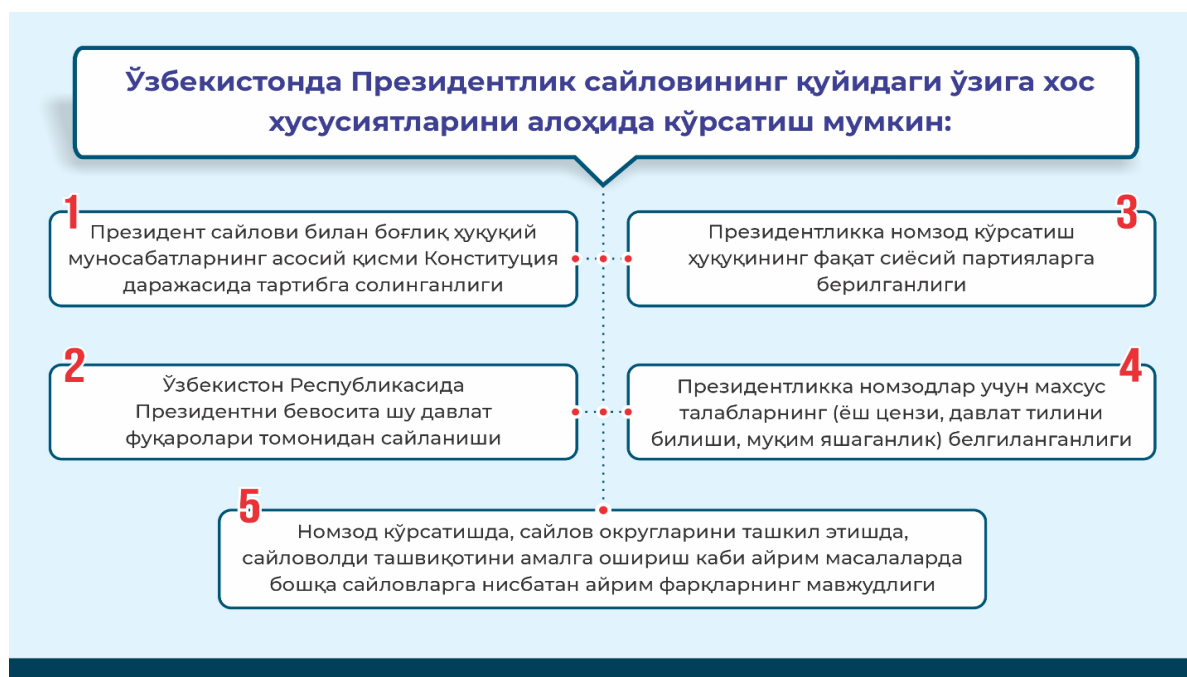 Ўзбекистонда Президентлик сайловининг қуйидаги ўзига хос
хусусиятларини алоҳида кўрсатиш мумкин:
1
Президент сайлови билан боғлиқ ҳуқуқий
муносабатларнинг асосий қисми Конституция
даражасида тартибга солинганлиги
2
Ўзбекистон Республикасида
Президентни бевосита шу давлат
фуқаролари томонидан сайланиши
3
Президентликка номзод кўрсатиш
ҳуқуқининг фақат сиёсий партияларга
берилганлиги
4
Президентликка номзодлар учун махсус
талабларнинг (ёш цензи, давлат тилини
билиши, муқим яшаганлик) белгиланганлиги
5
Номзод кўрсатишда, сайлов округларини ташкил этишда,
сайловолди ташвиқотини амалга ошириш каби айрим масалаларда
бошқа сайловларга нисбатан айрим фарқларнинг мавжудлиги